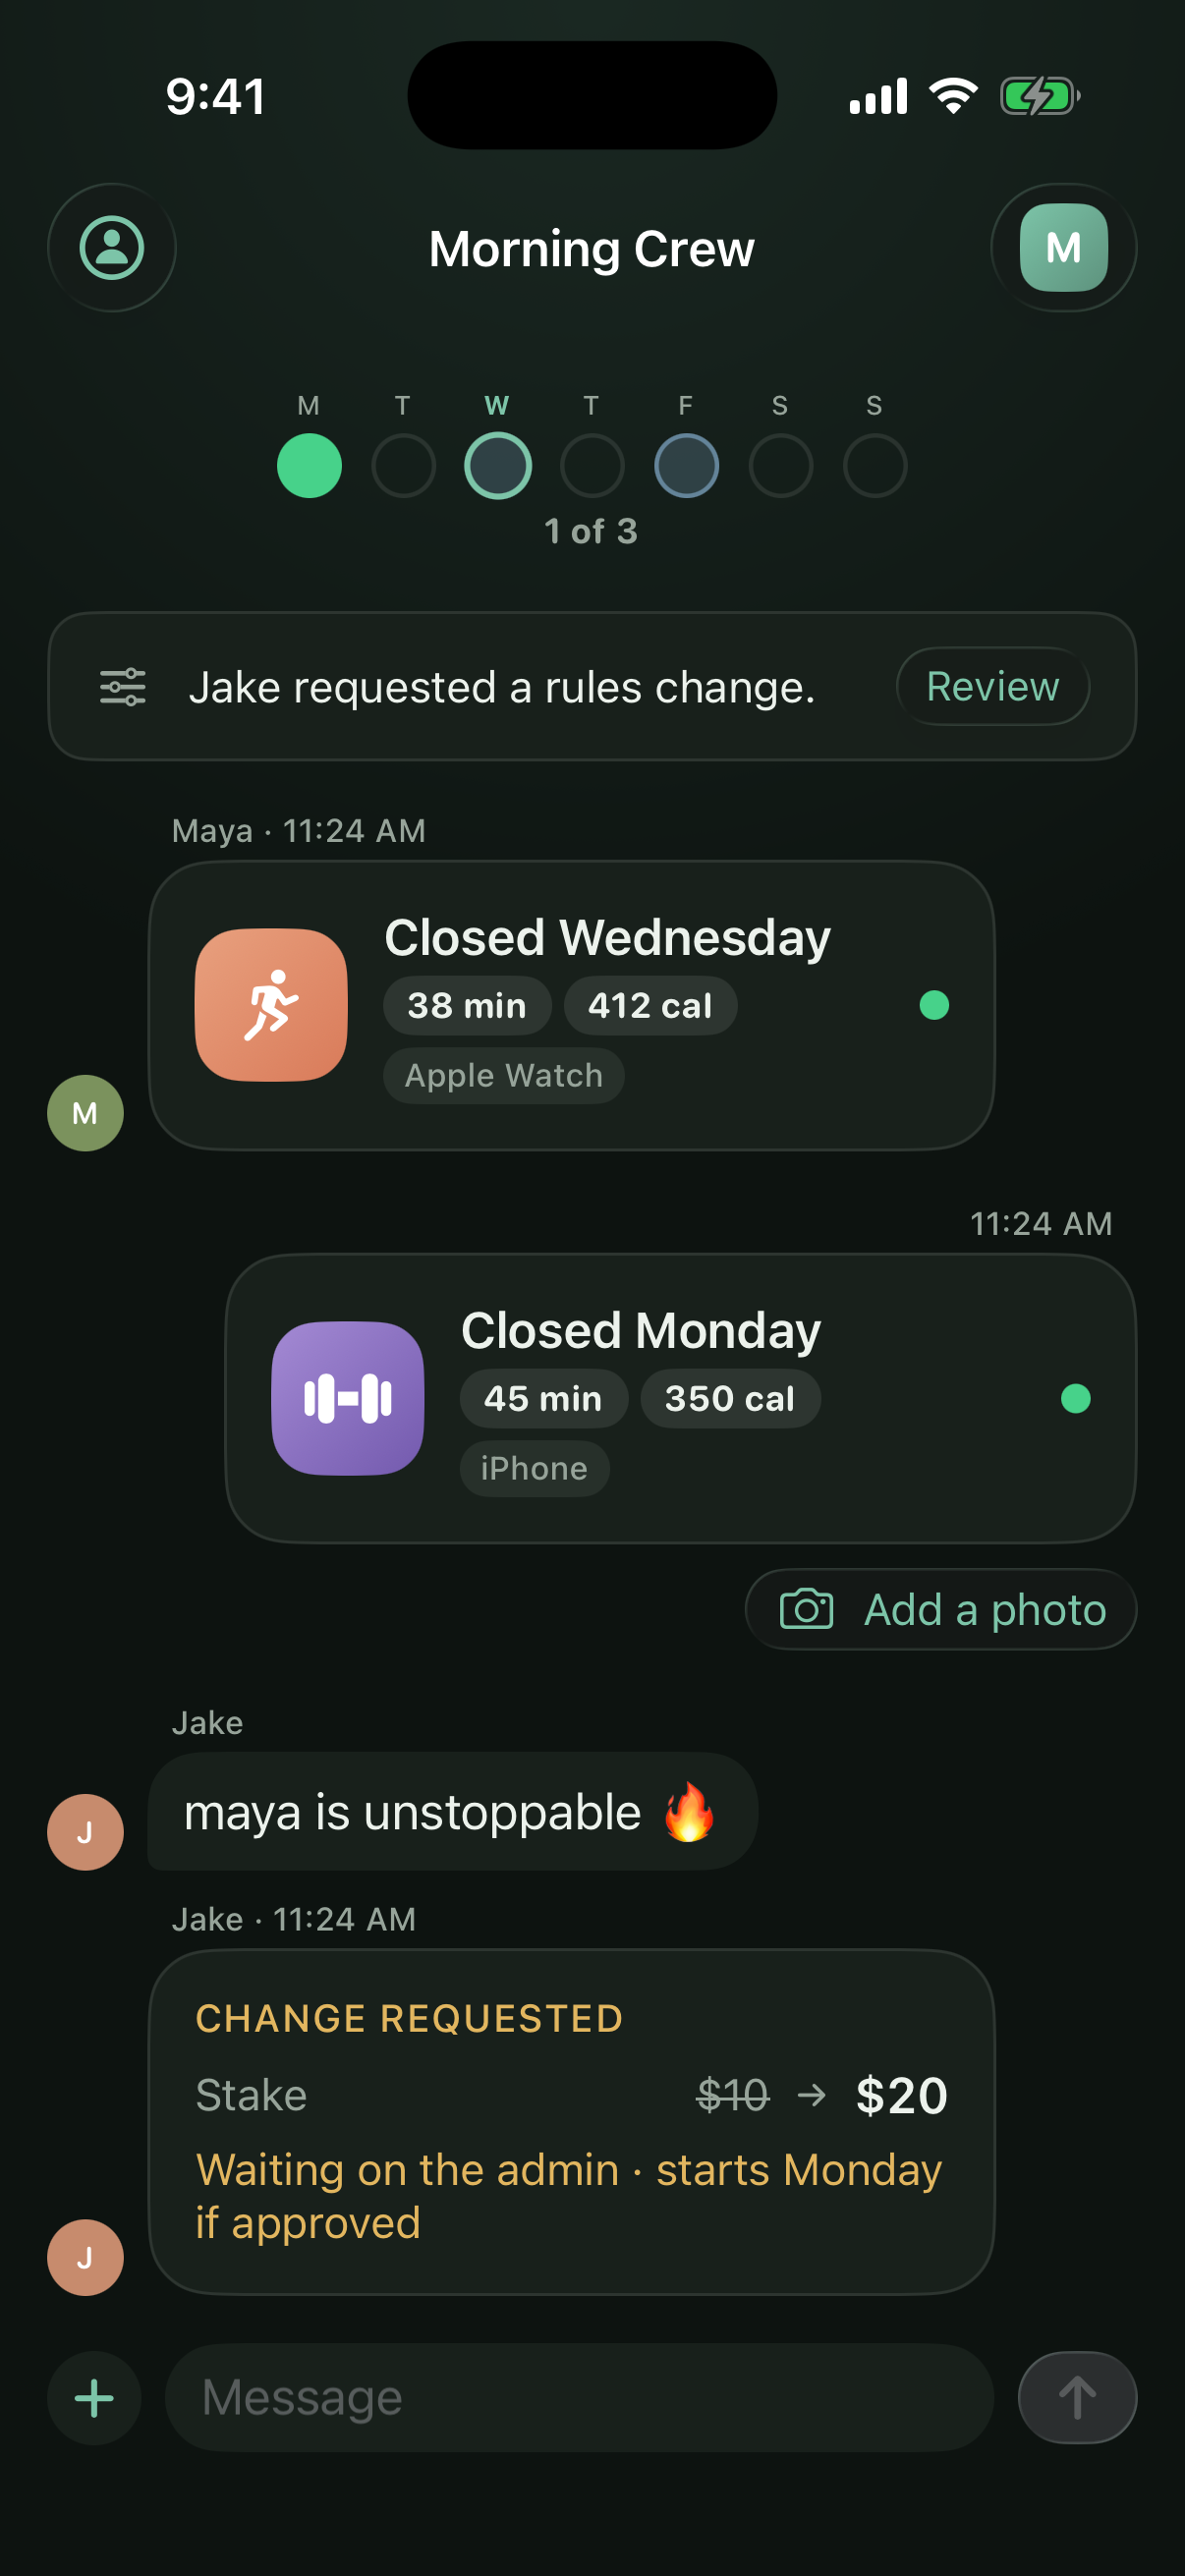 9:41
Morning Crew
M
M T W T F S S
1 of 3
Jake requested a rules change.
Review
Maya · 11:24 AM
Closed Wednesday
38 min 412 cal
Apple Watch
M
11:24 AM
Closed Monday
45 min 350 cal
iPhone
Add a photo
Jake
maya is unstoppable 🔥
J
Jake · 11:24 AM
CHANGE REQUESTED
Stake $10 → $20
Waiting on the admin · starts Monday
if approved
J
Message